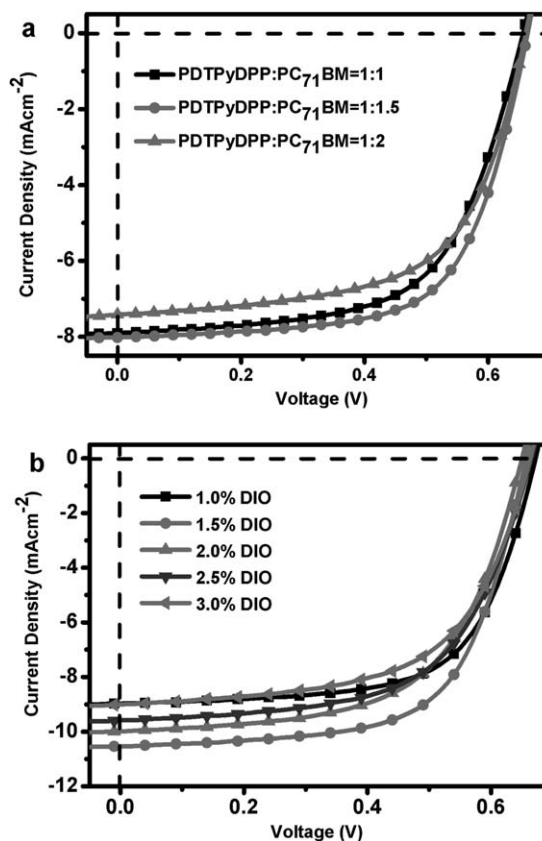 a
0
-2
-4
-6
-8
Current Density (mAcm⁻²)
PDTPyDPP:PC₇₁BM=1:1
PDTPyDPP:PC₇₁BM=1:1.5
PDTPyDPP:PC₇₁BM=1:2
0.0 0.2 0.4 0.6
Voltage (V)
b
0
-2
-4
-6
-8
-10
-12
Current Density (mAcm⁻²)
1.0% DIO
1.5% DIO
2.0% DIO
2.5% DIO
3.0% DIO
0.0 0.2 0.4 0.6
Voltage (V)